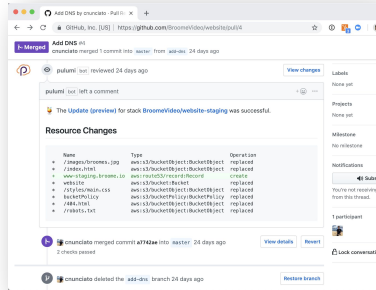 Add DNS by cnunciato · Pull R
GitHub, Inc. [US] | https://github.com/BroomeVideo/website/pull/4
Merged
Add DNS #4
cnunciato merged 1 commit into master from add-dns 24 days ago
pulumi bot reviewed 24 days ago
View changes
pulumi bot left a comment
The Update (preview) for stack BroomeVideo/website-staging was successful.
Resource Changes
Name Type Operation
* /images/broomes.jpg aws:s3/bucketObject:BucketObject replaced
* /index.html aws:s3/bucketObject:BucketObject replaced
+ www-staging.broome.io aws:route53/record:Record create
* website aws:s3/bucket:Bucket replaced
* /styles/main.css aws:s3/bucketObject:BucketObject replaced
* bucketPolicy aws:s3/bucketPolicy:BucketPolicy replaced
* /404.html aws:s3/bucketObject:BucketObject replaced
* /robots.txt aws:s3/bucketObject:BucketObject replaced
cnunciato merged commit a7742ae into master 24 days ago
View details
Revert
2 checks passed
cnunciato deleted the add-dns branch 24 days ago
Restore branch
Labels
None yet
Projects
None yet
Milestone
No milestone
Notifications
Subs
You're not receiving
from this thread.
1 participant
Lock conversati